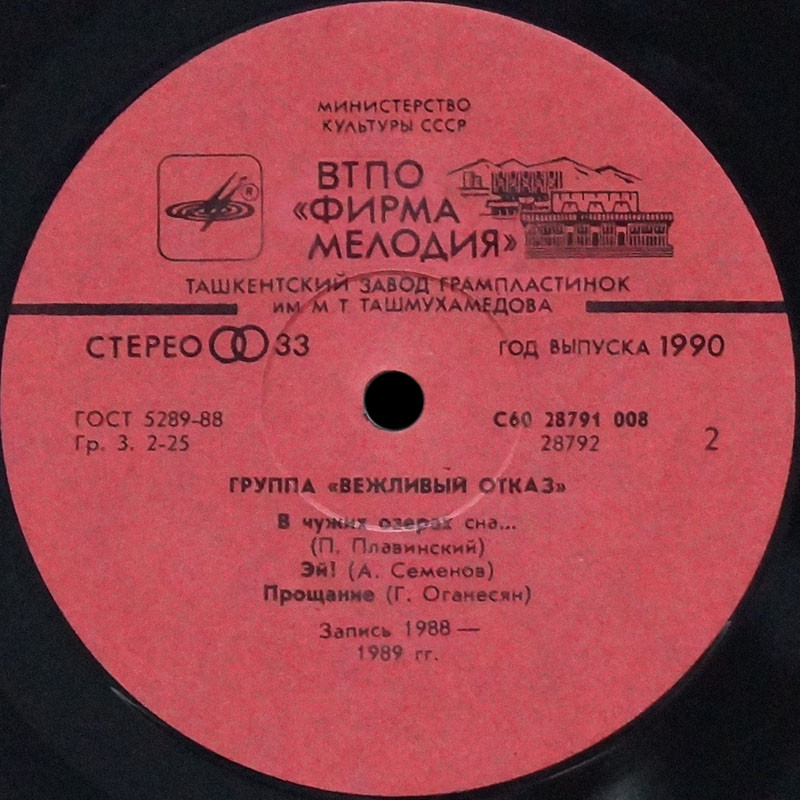 МИНИСТЕРСТВО
КУЛЬТУРЫ СССР
ВТПО
«ФИРМА
МЕЛОДИЯ»
®
ТАШКЕНТСКИЙ ЗАВОД ГРАМПЛАСТИНОК
ИМ М Т ТАШМУХАМЕДОВА
СТЕРЕО 33
ГОД ВЫПУСКА 1990
ГОСТ 5289-88
Гр. 3. 2-25
С60 28791 008
28792
2
ГРУППА «ВЕЖЛИВЫЙ ОТКАЗ»
В чужих озерах сна...
(П. Плавинский)
Эй! (А. Семенов)
Прощание (Г. Оганесян)
Запись 1988 —
1989 гг.